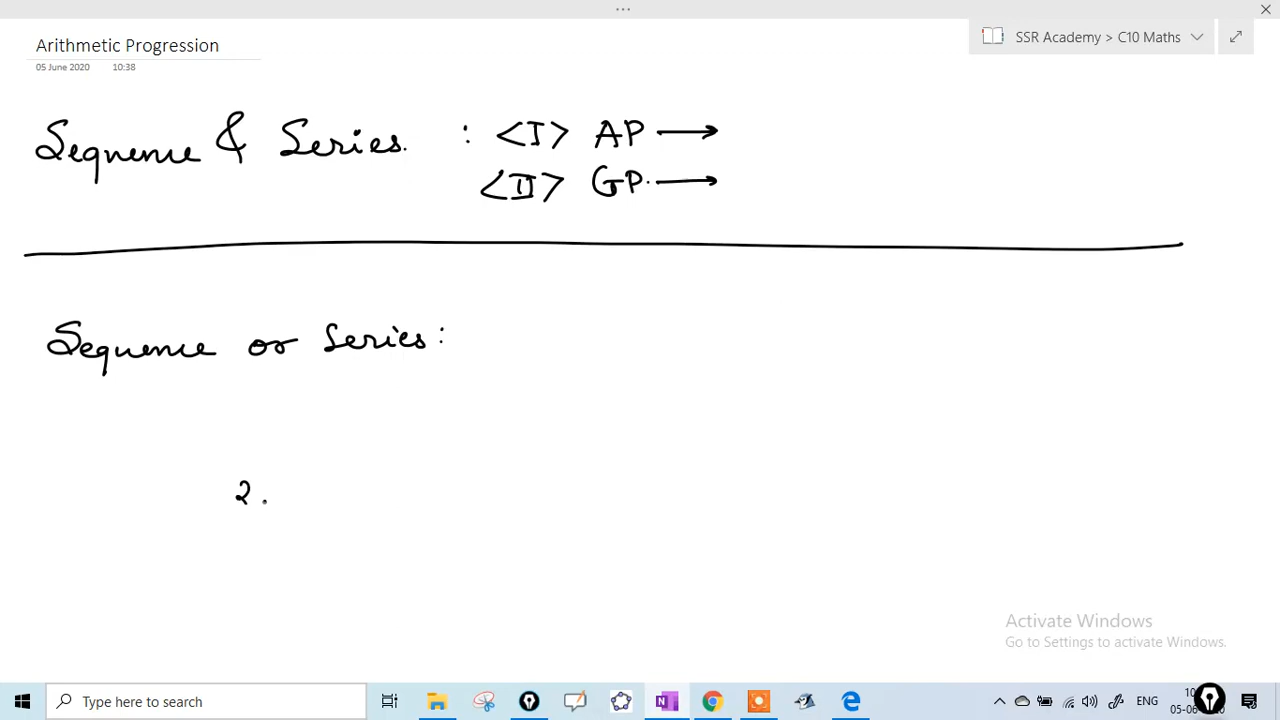 Arithmetic Progression
SSR Academy > C10 Maths
05 June 2020 10:38
Sequence & Series. : <I> AP →
<II> GP. →
Sequence or Series:
2.
Activate Windows
Go to Settings to activate Windows.
Type here to search
ENG